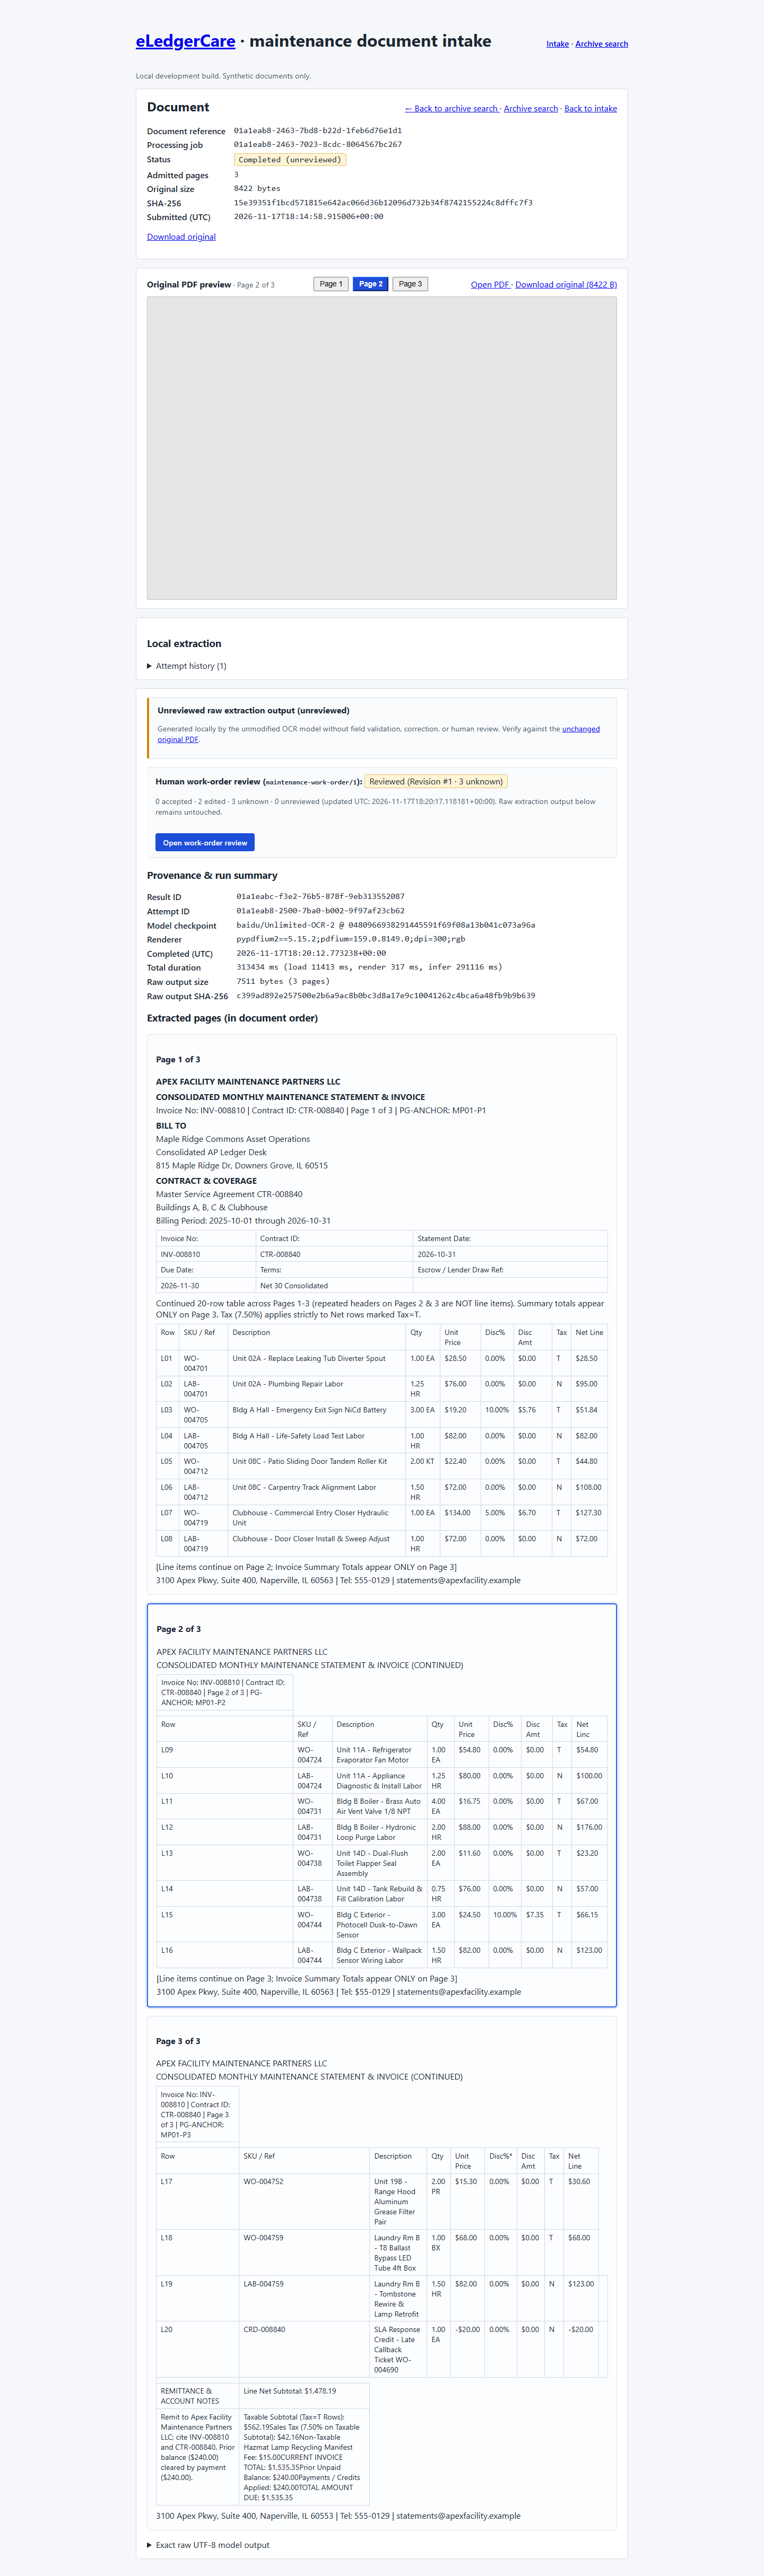 eLedgerCare · maintenance document intake
Intake · Archive search
Local development build. Synthetic documents only.
Document
← Back to archive search · Archive search · Back to intake
Document reference 01a1eab8-2463-7bd8-b22d-1feb6d76e1d1
Processing job 01a1eab8-2463-7023-8cdc-8064567bc267
Status Completed (unreviewed)
Admitted pages 3
Original size 8422 bytes
SHA-256 15e39351f1bcd571815e642ac066d36b12096d732b34f8742155224c8dffc7f3
Submitted (UTC) 2026-11-17T18:14:58.915006+00:00
Download original
Original PDF preview · Page 2 of 3
Page 1 Page 2 Page 3
Open PDF · Download original (8422 B)
Local extraction
▶ Attempt history (1)
Unreviewed raw extraction output (unreviewed)
Generated locally by the unmodified OCR model without field validation, correction, or human review. Verify against the unchanged
original PDF.
Human work-order review (maintenance-work-order/1): Reviewed (Revision #1 · 3 unknown)
0 accepted · 2 edited · 3 unknown · 0 unreviewed (updated UTC: 2026-11-17T18:20:17.118181+00:00). Raw extraction output below
remains untouched.
Open work-order review
Provenance & run summary
Result ID 01a1eabc-f3e2-76b5-878f-9eb313552087
Attempt ID 01a1eab8-2500-7ba0-b002-9f97af23cb62
Model checkpoint baidu/Unlimited-OCR-2 @ 0480966938291445591f69f08a13b041c073a96a
Renderer pypdfium2==5.15.2;pdfium=159.0.8149.0;dpi=300;rgb
Completed (UTC) 2026-11-17T18:20:12.773238+00:00
Total duration 313434 ms (load 11413 ms, render 317 ms, infer 291116 ms)
Raw output size 7511 bytes (3 pages)
Raw output SHA-256 c399ad892e257500e2b6a9ac8b0bc3d8a17e9c10041262c4bca6a48fb9b9b639
Extracted pages (in document order)
Page 1 of 3
APEX FACILITY MAINTENANCE PARTNERS LLC
CONSOLIDATED MONTHLY MAINTENANCE STATEMENT & INVOICE
Invoice No: INV-008810 | Contract ID: CTR-008840 | Page 1 of 3 | PG-ANCHOR: MP01-P1
BILL TO
Maple Ridge Commons Asset Operations
Consolidated AP Ledger Desk
815 Maple Ridge Dr, Downers Grove, IL 60515
CONTRACT & COVERAGE
Master Service Agreement CTR-008840
Buildings A, B, C & Clubhouse
Billing Period: 2025-10-01 through 2026-10-31
Invoice No: Contract ID: Statement Date:
INV-008810 CTR-008840 2026-10-31
Due Date: Terms: Escrow / Lender Draw Ref:
2026-11-30 Net 30 Consolidated
Continued 20-row table across Pages 1-3 (repeated headers on Pages 2 & 3 are NOT line items). Summary totals appear
ONLY on Page 3. Tax (7.50%) applies strictly to Net rows marked Tax=T.
Row SKU / Ref Description Qty Unit Price Disc% Disc Amt Tax Net Line
L01 WO-004701 Unit 02A - Replace Leaking Tub Diverter Spout 1.00 EA $28.50 0.00% $0.00 T $28.50
L02 LAB-004701 Unit 02A - Plumbing Repair Labor 1.25 HR $76.00 0.00% $0.00 N $95.00
L03 WO-004705 Bldg A Hall - Emergency Exit Sign NiCd Battery 3.00 EA $19.20 10.00% $5.76 T $51.84
L04 LAB-004705 Bldg A Hall - Life-Safety Load Test Labor 1.00 HR $82.00 0.00% $0.00 N $82.00
L05 WO-004712 Unit 08C - Patio Sliding Door Tandem Roller Kit 2.00 KT $22.40 0.00% $0.00 T $44.80
L06 LAB-004712 Unit 08C - Carpentry Track Alignment Labor 1.50 HR $72.00 0.00% $0.00 N $108.00
L07 WO-004719 Clubhouse - Commercial Entry Closer Hydraulic Unit 1.00 EA $134.00 5.00% $6.70 T $127.30
L08 LAB-004719 Clubhouse - Door Closer Install & Sweep Adjust 1.00 HR $72.00 0.00% $0.00 N $72.00
[Line items continue on Page 2; Invoice Summary Totals appear ONLY on Page 3]
3100 Apex Pkwy, Suite 400, Naperville, IL 60563 | Tel: 555-0129 | statements@apexfacility.example
Page 2 of 3
APEX FACILITY MAINTENANCE PARTNERS LLC
CONSOLIDATED MONTHLY MAINTENANCE STATEMENT & INVOICE (CONTINUED)
Invoice No: INV-008810 | Contract ID:
CTR-008840 | Page 2 of 3 | PG-
ANCHOR: MP01-P2
Row SKU / Ref Description Qty Unit Price Disc% Disc Amt Tax Net Linc
L09 WO-004724 Unit 11A - Refrigerator Evaporator Fan Motor 1.00 EA $54.80 0.00% $0.00 T $54.80
L10 LAB-004724 Unit 11A - Appliance Diagnostic & Install Labor 1.25 HR $80.00 0.00% $0.00 N $100.00
L11 WO-004731 Bldg B Boiler - Brass Auto Air Vent Valve 1/8 NPT 4.00 EA $16.75 0.00% $0.00 T $67.00
L12 LAB-004731 Bldg B Boiler - Hydronic Loop Purge Labor 2.00 HR $88.00 0.00% $0.00 N $176.00
L13 WO-004738 Unit 14D - Dual-Flush Toilet Flapper Seal Assembly 2.00 EA $11.60 0.00% $0.00 T $23.20
L14 LAB-004738 Unit 14D - Tank Rebuild & Fill Calibration Labor 0.75 HR $76.00 0.00% $0.00 N $57.00
L15 WO-004744 Bldg C Exterior - Photocell Dusk-to-Dawn Sensor 3.00 EA $24.50 10.00% $7.35 T $66.15
L16 LAB-004744 Bldg C Exterior - Wallpack Sensor Wiring Labor 1.50 HR $82.00 0.00% $0.00 N $123.00
[Line items continue on Page 3; Invoice Summary Totals appear ONLY on Page 3]
3100 Apex Pkwy, Suite 400, Naperville, IL 60563 | Tel: $55-0129 | statements@apexfacility.example
Page 3 of 3
APEX FACILITY MAINTENANCE PARTNERS LLC
CONSOLIDATED MONTHLY MAINTENANCE STATEMENT & INVOICE (CONTINUED)
Invoice No: INV-
008810 | Contract ID:
CTR-008840 | Page 3
of 3 | PG-ANCHOR:
MP01-P3
Row SKU / Ref Description Qty Unit Price Disc%* Disc Amt Tax Net Line
L17 WO-004752 Unit 19B - Range Hood Aluminum Grease Filter Pair 2.00 PR $15.30 0.00% $0.00 T $30.60
L18 WO-004759 Laundry Rm B - T8 Ballast Bypass LED Tube 4ft Box 1.00 BX $68.00 0.00% $0.00 T $68.00
L19 LAB-004759 Laundry Rm B - Tombstone Rewire & Lamp Retrofit 1.50 HR $82.00 0.00% $0.00 N $123.00
L20 CRD-008840 SLA Response Credit - Late Callback Ticket WO-004690 1.00 EA -$20.00 0.00% $0.00 N -$20.00
REMITTANCE & ACCOUNT NOTES Line Net Subtotal: $1,478.19
Remit to Apex Facility
Maintenance Partners
LLC; cite INV-008810
and CTR-008840. Prior
balance ($240.00)
cleared by payment
($240.00).
Taxable Subtotal (Tax=T Rows):
$562.19Sales Tax (7.50% on Taxable
Subtotal): $42.16Non-Taxable
Hazmat Lamp Recycling Manifest
Fee: $15.00CURRENT INVOICE
TOTAL: $1,535.35Prior Unpaid
Balance: $240.00Payments / Credits
Applied: $240.00TOTAL AMOUNT
DUE: $1,535.35
3100 Apex Pkwy, Suite 400, Naperville, IL 60553 | Tel: 555-0129 | statements@apexfacility.example
▶ Exact raw UTF-8 model output